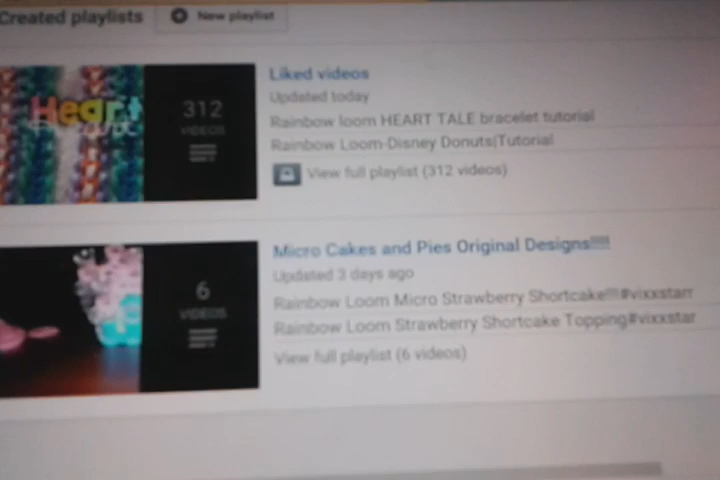 Created playlists
New playlist
Heart
312
VIDEOS
Liked videos
Updated today
Rainbow loom HEART TALE bracelet tutorial
Rainbow Loom-Disney Donuts|Tutorial
View full playlist (312 videos)
6
VIDEOS
Micro Cakes and Pies Original Designs!!!!
Updated 3 days ago
Rainbow Loom Micro Strawberry Shortcake!!!#vixxstarr
Rainbow Loom Strawberry Shortcake Topping#vixxstar
View full playlist (6 videos)